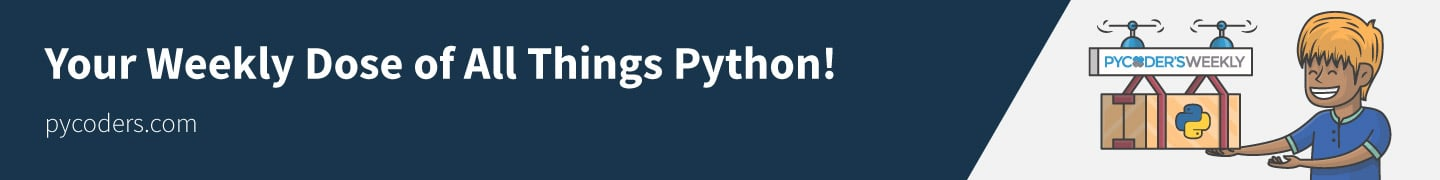 Your Weekly Dose of All Things Python!
pycoders.com
PYCODER'SWEEKLY